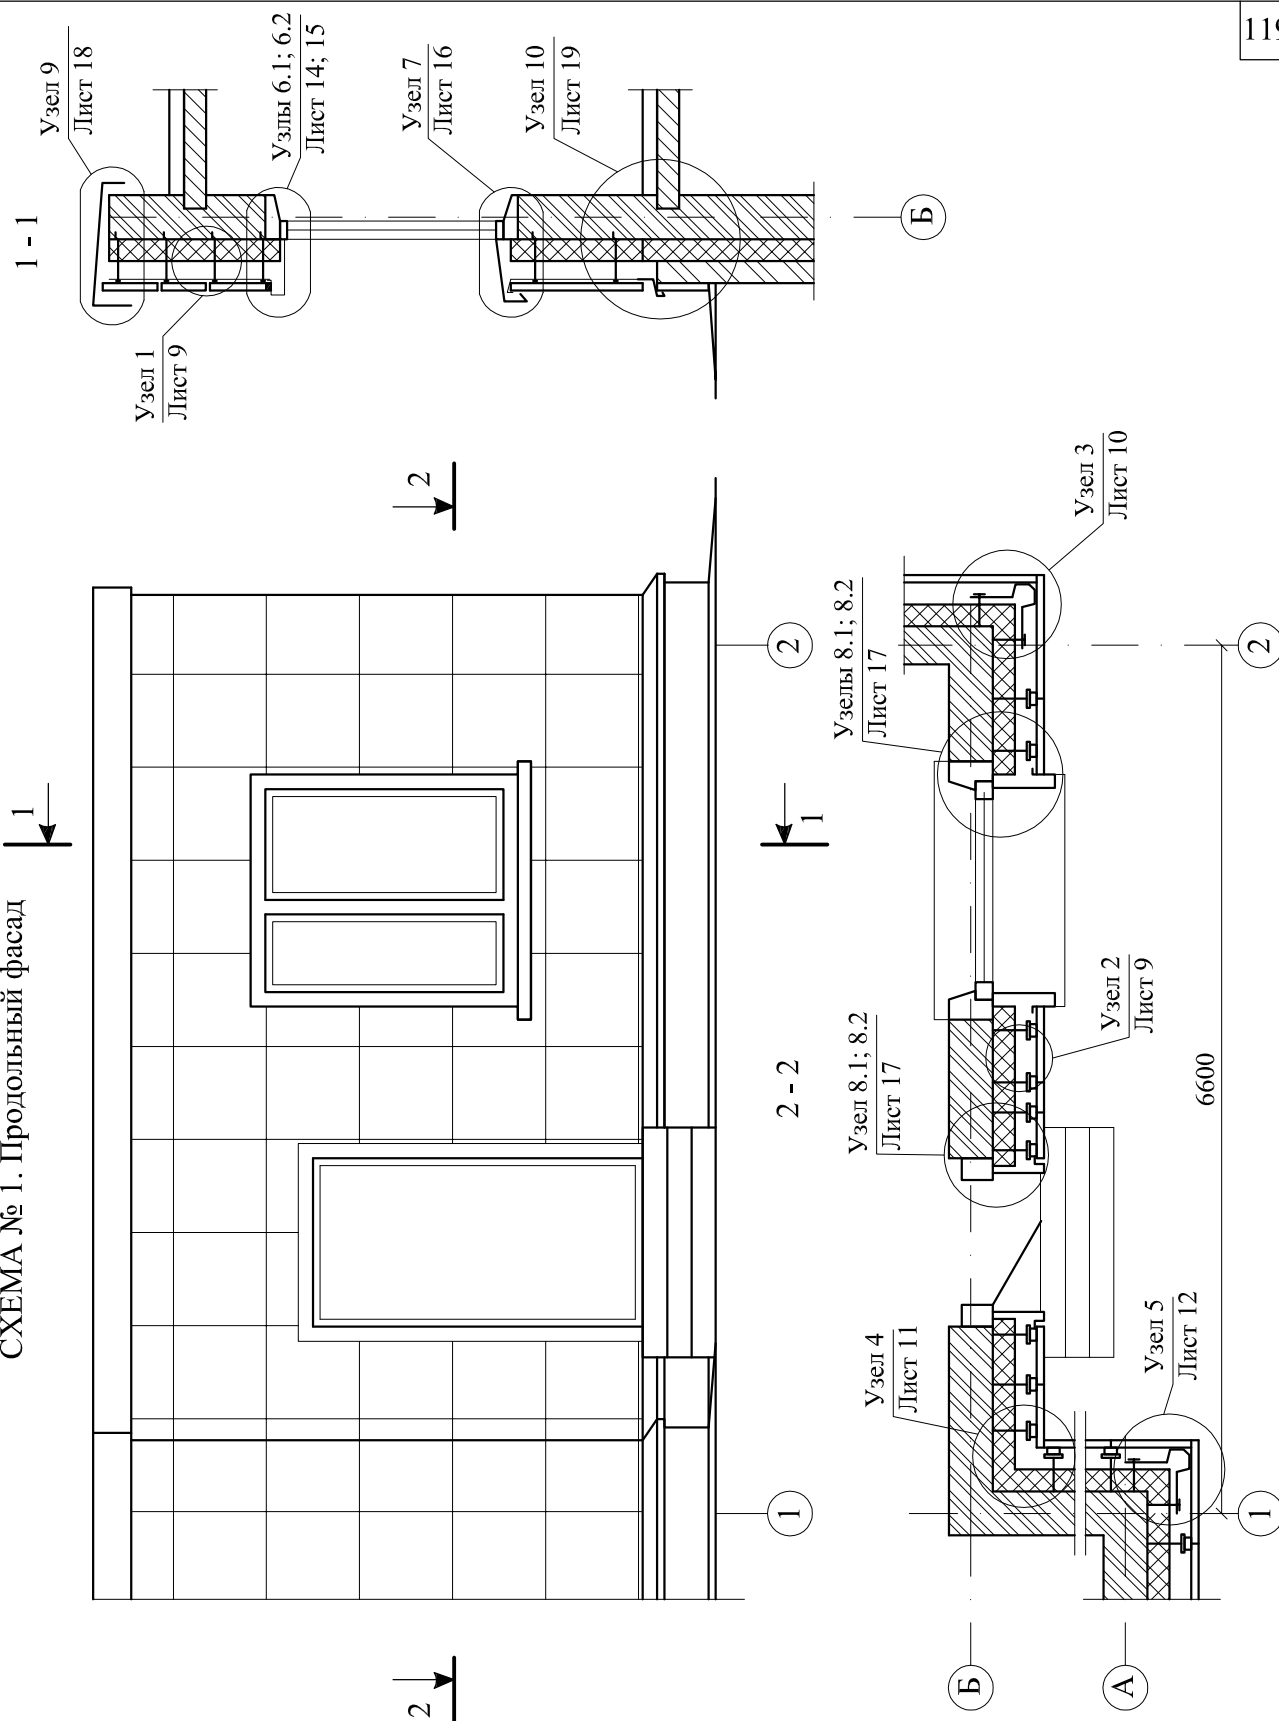 СХЕМА № 1. Продольный фасад
1
1
2
2
1
2
1 - 1
Узел 9
Лист 18
Узлы 6.1; 6.2
Лист 14; 15
Узел 7
Лист 16
Узел 10
Лист 19
Узел 1
Лист 9
Б
2 - 2
Узел 4
Лист 11
Узел 8.1; 8.2
Лист 17
Узелы 8.1; 8.2
Лист 17
Узел 5
Лист 12
Узел 2
Лист 9
Узел 3
Лист 10
6600
Б
А
1
2
119